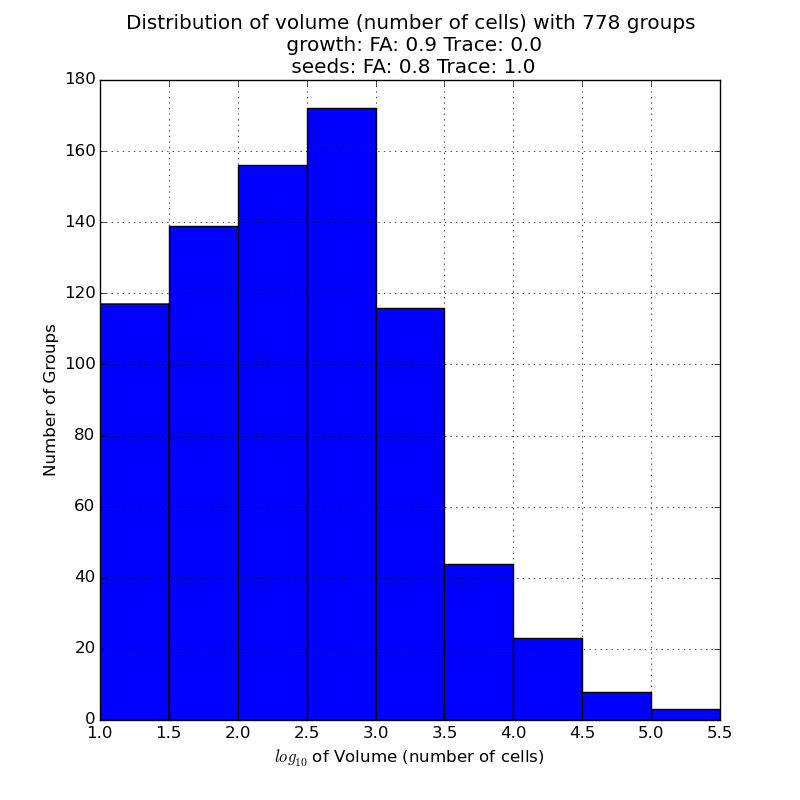 Distribution of volume (number of cells) with 778 groups
growth: FA: 0.9 Trace: 0.0
seeds: FA: 0.8 Trace: 1.0
180
160
140
120
100
80
60
40
20
0
Number of Groups
1.0 1.5 2.0 2.5 3.0 3.5 4.0 4.5 5.0 5.5
log10 of Volume (number of cells)